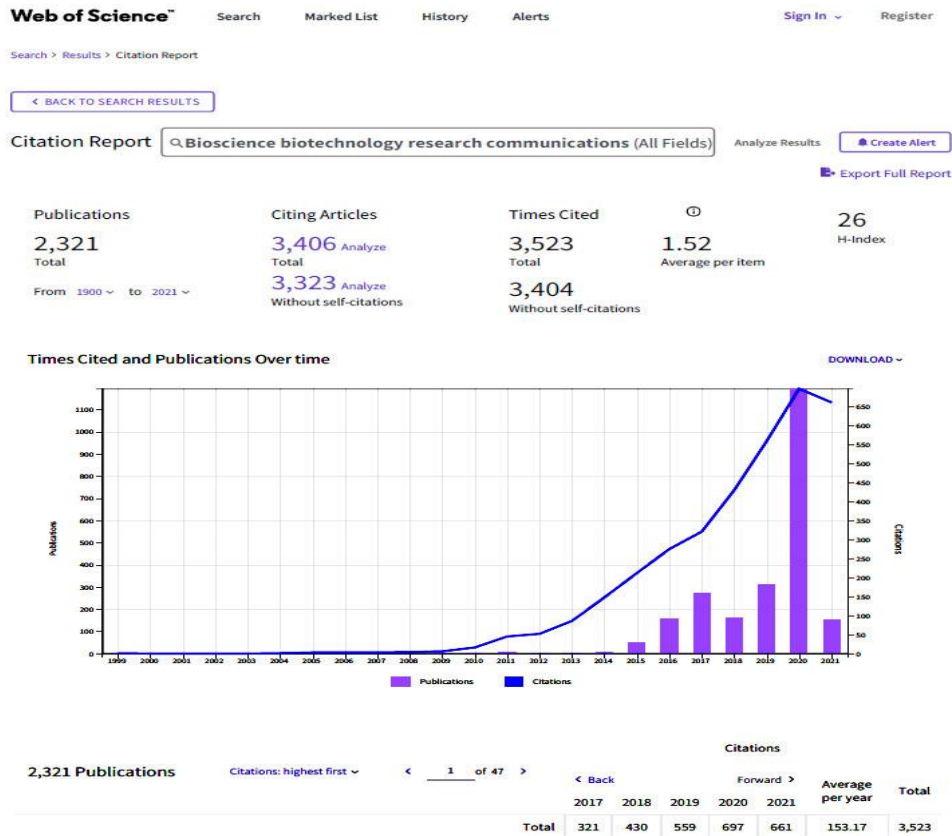 Web of Science™ Search Marked List History Alerts Sign In Register
Search > Results > Citation Report
< BACK TO SEARCH RESULTS
Citation Report Bioscience biotechnology research communications (All Fields) Analyze Results Create Alert
Export Full Report
Publications Citing Articles Times Cited
2,321 3,406 Analyze 3,523 1.52 26
Total Total Total Average per item H-Index
From 1900 to 2021 3,323 Analyze 3,404
Without self-citations Without self-citations
Times Cited and Publications Over time DOWNLOAD
1100
1000
900
800
700
600
500
400
300
200
100
0
Publications
650
600
550
500
450
400
350
300
250
200
150
100
50
0
Citations
1999 2000 2001 2002 2003 2004 2005 2006 2007 2008 2009 2010 2011 2012 2013 2014 2015 2016 2017 2018 2019 2020 2021
Publications Citations
Citations
2,321 Publications Citations: highest first < 1 of 47 > < Back Forward > Average per year Total
2017 2018 2019 2020 2021
Total 321 430 559 697 661 153.17 3,523